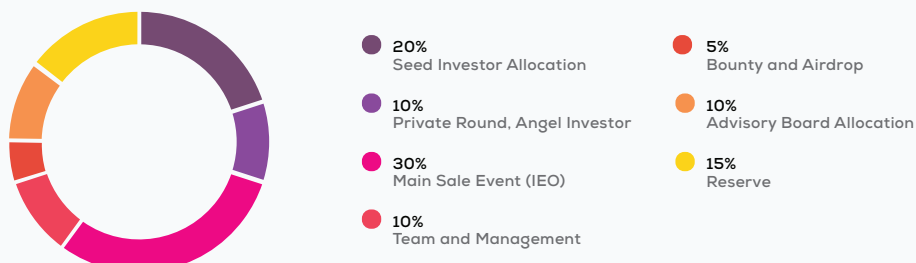 20%
Seed Investor Allocation
10%
Private Round, Angel Investor
30%
Main Sale Event (IEO)
10%
Team and Management
5%
Bounty and Airdrop
10%
Advisory Board Allocation
15%
Reserve